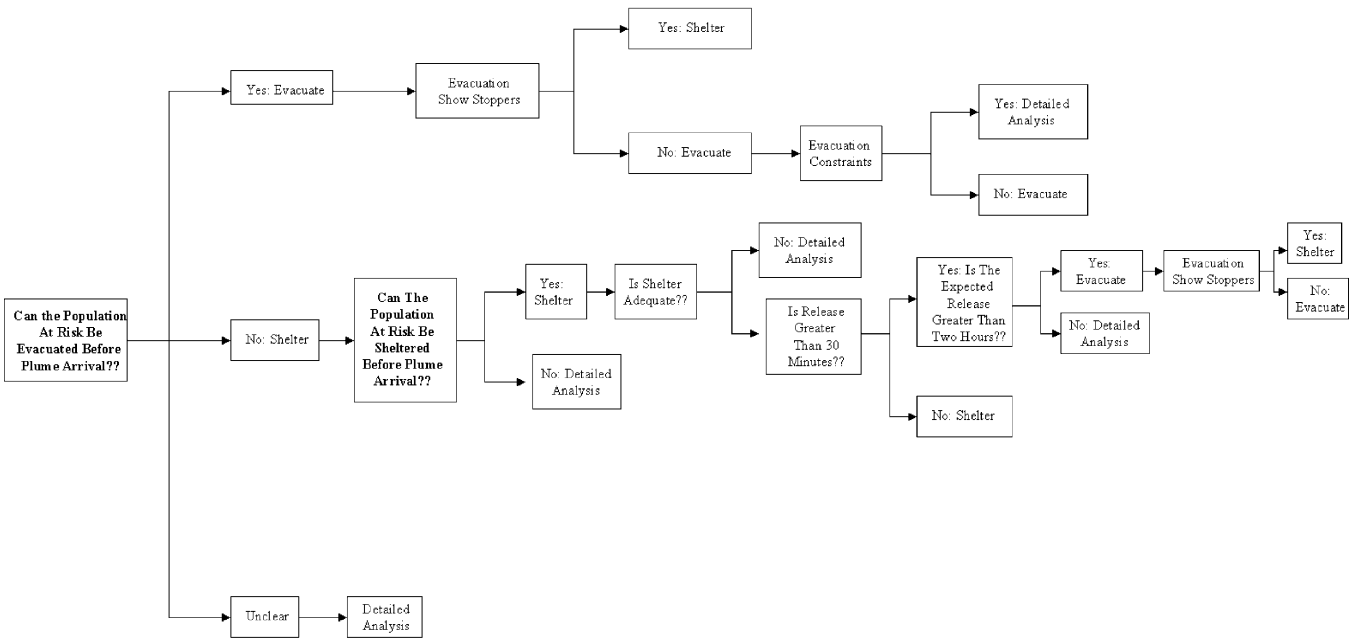 Yes: Shelter
Yes: Evacuate
Evacuation
Show Stoppers
No: Evacuate
Evacuation
Constraints
Yes: Detailed
Analysis
No: Evacuate
Can the Population
At Risk Be
Evacuated Before
Plume Arrival??
No: Shelter
Can The
Population
At Risk Be
Sheltered
Before Plume
Arrival??
Yes:
Shelter
Is Shelter
Adequate??
No: Detailed
Analysis
No: Detailed
Analysis
Is Release
Greater
Than 30
Minutes??
Yes: Is The
Expected
Release
Greater Than
Two Hours??
No: Shelter
Yes:
Evacuate
No: Detailed
Analysis
Evacuation
Show Stoppers
Yes:
Shelter
No:
Evacuate
Unclear
Detailed
Analysis